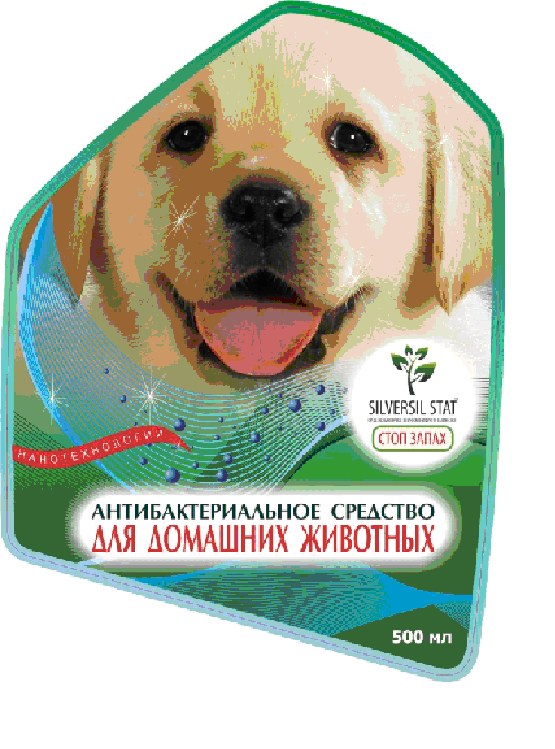 SILVERSIL STAT
СТОП ЗАПАХ
НАНОТЕХНОЛОГИИ
АНТИБАКТЕРИАЛЬНОЕ СРЕДСТВО
ДЛЯ ДОМАШНИХ ЖИВОТНЫХ
500 мл